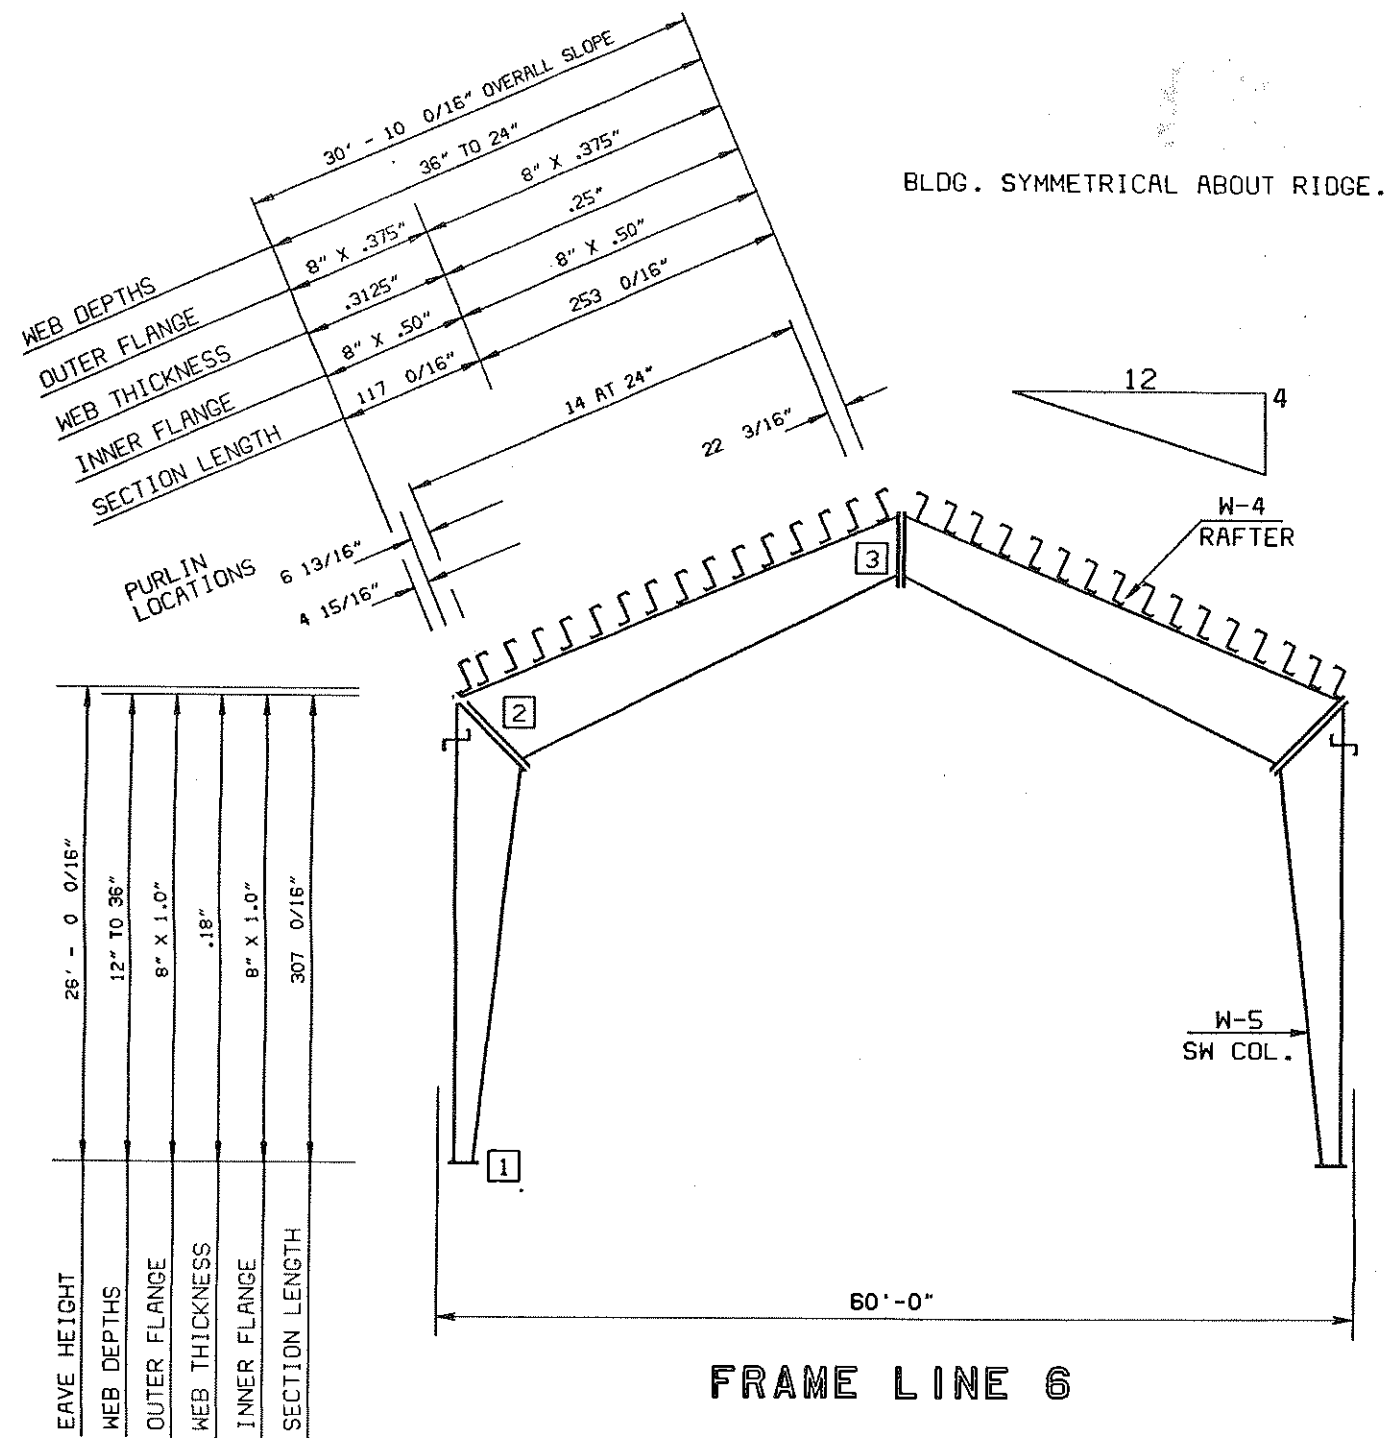 30' - 10 0/16" OVERALL SLOPE
36" TO 24"
8" X .375"
8" X .375"
.3125"
.25"
8" X .50"
8" X .50"
117 0/16"
253 0/16"
WEB DEPTHS
OUTER FLANGE
WEB THICKNESS
INNER FLANGE
SECTION LENGTH
14 AT 24"
22 3/16"
PURLIN
LOCATIONS
6 13/16"
4 15/16"
BLDG. SYMMETRICAL ABOUT RIDGE.
12
4
W-4
RAFTER
3
2
1
W-5
SW COL.
26' - 0 0/16"
12" TO 36"
8" X 1.0"
.18"
8" X 1.0"
307 0/16"
EAVE HEIGHT
WEB DEPTHS
OUTER FLANGE
WEB THICKNESS
INNER FLANGE
SECTION LENGTH
60'-0"
FRAME LINE 6